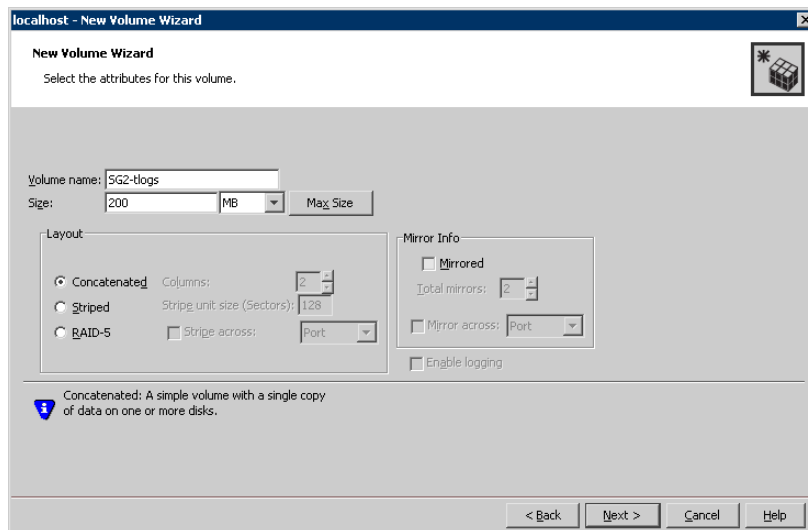 localhost - New Volume Wizard
New Volume Wizard
Select the attributes for this volume.
Volume name: SG2-tlogs
Size: 200 MB Max Size
Layout
Concatenated Columns: 2
Striped Stripe unit size (Sectors): 128
RAID-5 Stripe across: Port
Mirror Info
Mirrored
Total mirrors: 2
Mirror across: Port
Enable logging
Concatenated: A simple volume with a single copy
of data on one or more disks.
< Back Next > Cancel Help